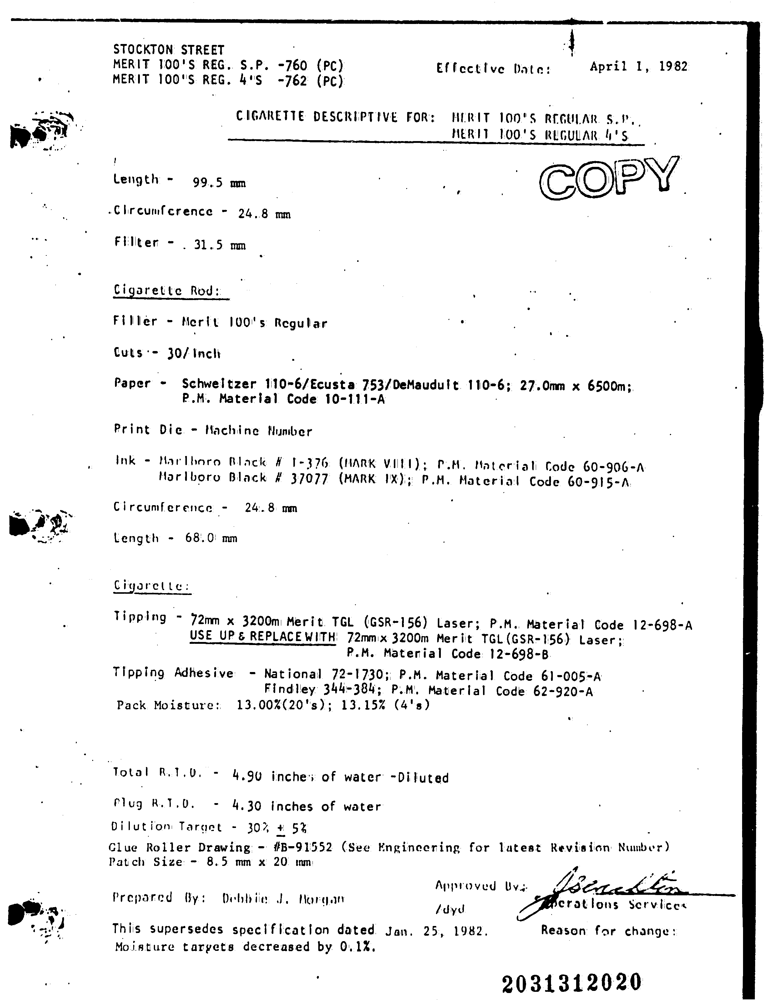 STOCKTON STREET
MERIT 100'S REG. S.P. -760 (PC)
MERIT 100'S REG. 4'S -762 (PC)
Effective Date: April 1, 1982
CIGARETTE DESCRIPTIVE FOR: MERIT 100'S REGULAR S.P.
MERIT 100'S REGULAR 4'S
COPY
Length - 99.5 mm
Circumference - 24.8 mm
Filter - 31.5 mm
Cigarette Rod:
Filler - Merit 100's Regular
Cuts - 30/Inch
Paper - Schweitzer 110-6/Ecusta 753/DeMauduit 110-6; 27.0mm x 6500m;
P.M. Material Code 10-111-A
Print Die - Machine Number
Ink - Marlboro Black # 1-376 (MARK VIII); P.M. Material Code 60-906-A
Marlboro Black # 37077 (MARK IX); P.M. Material Code 60-915-A
Circumference - 24.8 mm
Length - 68.0 mm
Cigarette:
Tipping - 72mm x 3200m Merit TGL (GSR-156) Laser; P.M. Material Code 12-698-A
USE UP & REPLACE WITH 72mm x 3200m Merit TGL (GSR-156) Laser;
P.M. Material Code 12-698-B
Tipping Adhesive - National 72-1730; P.M. Material Code 61-005-A
Findley 344-384; P.M. Material Code 62-920-A
Pack Moisture: 13.00%(20's); 13.15% (4's)
Total R.T.D. - 4.90 inches of water -Diluted
Plug R.T.D. - 4.30 inches of water
Dilution Target - 30% ± 5%
Glue Roller Drawing - #B-91552 (See Engineering for latest Revision Number)
Patch Size - 8.5 mm x 20 mm
Approved By:
Prepared By: Debbie J. Morgan
/dyd
Operations Services
This supersedes specification dated Jan. 25, 1982. Reason for change:
Moisture targets decreased by 0.1%.
2031312020